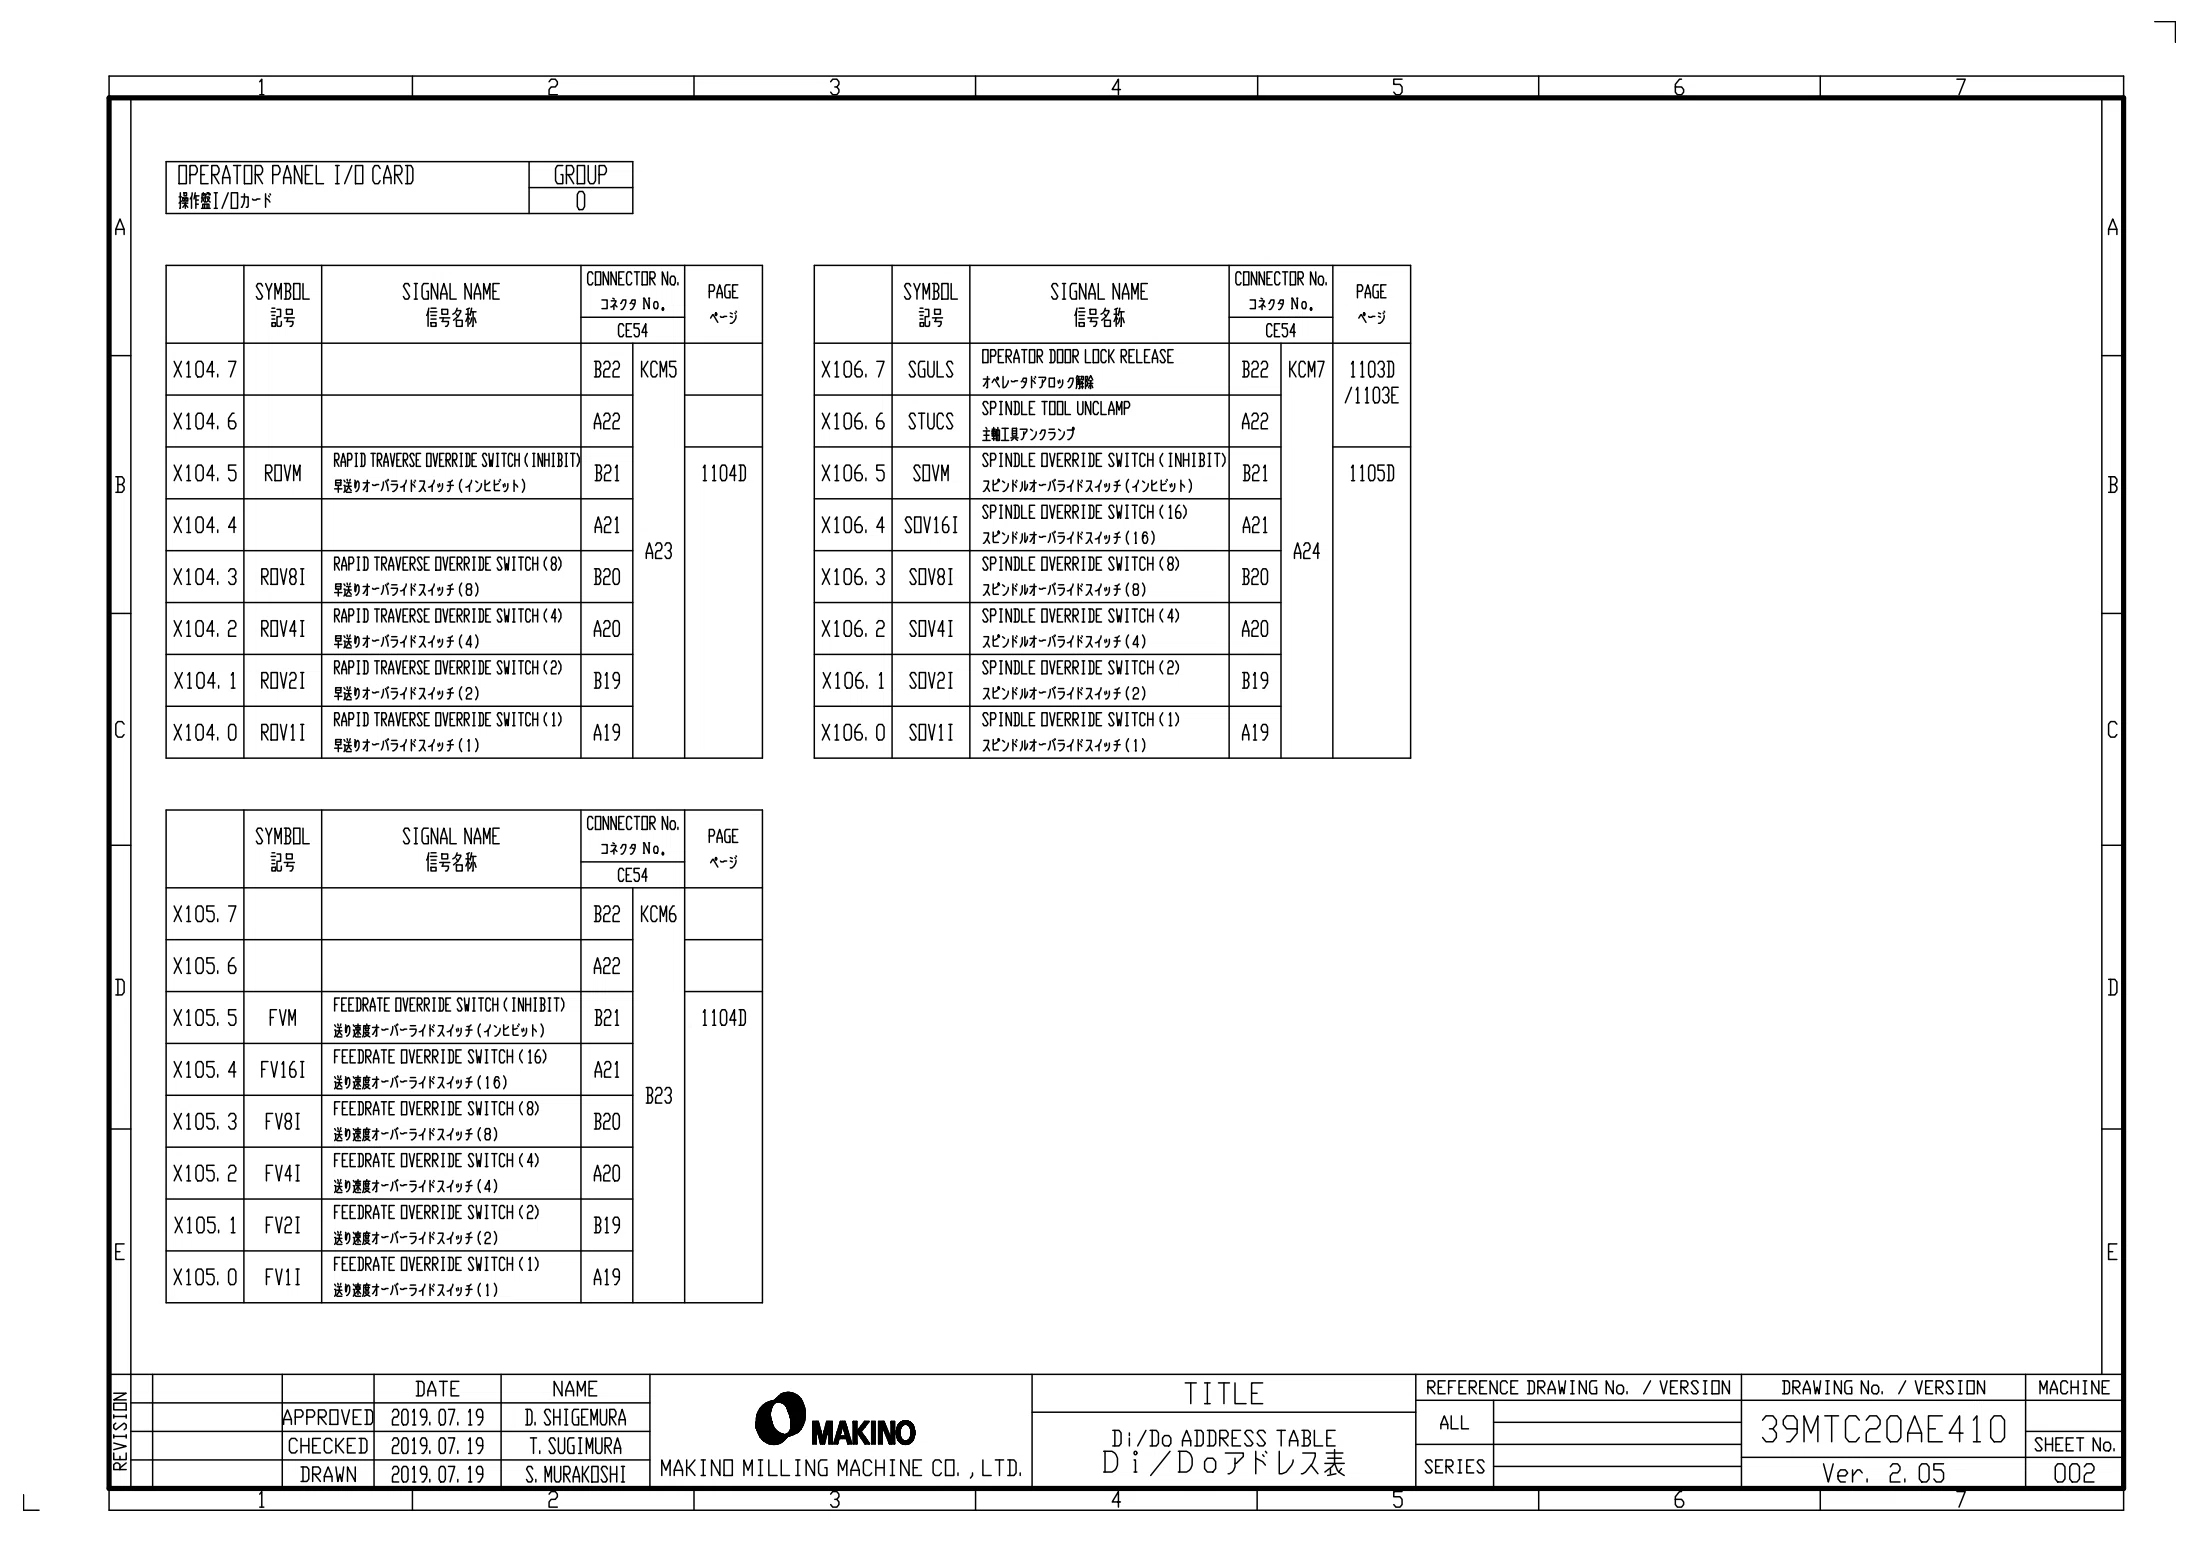 1 2 3 4 5 6 7
OPERATOR PANEL I/O CARD GROUP
操作盤I/Oカード 0
A A
SYMBOL SIGNAL NAME CONNECTOR No. PAGE
記号 信号名称 コネクタ No. ページ
CE54
X104. 7 B22 KCM5
X104. 6 A22
X104. 5 ROVM RAPID TRAVERSE OVERRIDE SWITCH(INHIBIT) B21 1104D
早送りオーバライドスイッチ(インヒビット)
X104. 4 A21
A23
X104. 3 ROV8I RAPID TRAVERSE OVERRIDE SWITCH(8) B20
早送りオーバライドスイッチ(8)
X104. 2 ROV4I RAPID TRAVERSE OVERRIDE SWITCH(4) A20
早送りオーバライドスイッチ(4)
X104. 1 ROV2I RAPID TRAVERSE OVERRIDE SWITCH(2) B19
早送りオーバライドスイッチ(2)
X104. 0 ROV1I RAPID TRAVERSE OVERRIDE SWITCH(1) A19
早送りオーバライドスイッチ(1)
SYMBOL SIGNAL NAME CONNECTOR No. PAGE
記号 信号名称 コネクタ No. ページ
CE54
X106. 7 SGULS OPERATOR DOOR LOCK RELEASE B22 KCM7 1103D
オペレータドアロック解除 /1103E
X106. 6 STUCS SPINDLE TOOL UNCLAMP A22
主軸工具アンクランプ
X106. 5 SOVM SPINDLE OVERRIDE SWITCH(INHIBIT) B21 1105D
スピンドルオーバライドスイッチ(インヒビット)
X106. 4 SOV16I SPINDLE OVERRIDE SWITCH(16) A21
スピンドルオーバライドスイッチ(16)
A24
X106. 3 SOV8I SPINDLE OVERRIDE SWITCH(8) B20
スピンドルオーバライドスイッチ(8)
X106. 2 SOV4I SPINDLE OVERRIDE SWITCH(4) A20
スピンドルオーバライドスイッチ(4)
X106. 1 SOV2I SPINDLE OVERRIDE SWITCH(2) B19
スピンドルオーバライドスイッチ(2)
X106. 0 SOV1I SPINDLE OVERRIDE SWITCH(1) A19
スピンドルオーバライドスイッチ(1)
B B
C C
SYMBOL SIGNAL NAME CONNECTOR No. PAGE
記号 信号名称 コネクタ No. ページ
CE54
X105. 7 B22 KCM6
X105. 6 A22
X105. 5 FVM FEEDRATE OVERRIDE SWITCH(INHIBIT) B21 1104D
送り速度オーバーライドスイッチ(インヒビット)
X105. 4 FV16I FEEDRATE OVERRIDE SWITCH(16) A21
送り速度オーバーライドスイッチ(16)
B23
X105. 3 FV8I FEEDRATE OVERRIDE SWITCH(8) B20
送り速度オーバーライドスイッチ(8)
X105. 2 FV4I FEEDRATE OVERRIDE SWITCH(4) A20
送り速度オーバーライドスイッチ(4)
X105. 1 FV2I FEEDRATE OVERRIDE SWITCH(2) B19
送り速度オーバーライドスイッチ(2)
X105. 0 FV1I FEEDRATE OVERRIDE SWITCH(1) A19
送り速度オーバーライドスイッチ(1)
D D
E E
REVISION
DATE NAME
APPROVED 2019. 07. 19 D. SHIGEMURA
CHECKED 2019. 07. 19 T. SUGIMURA
DRAWN 2019. 07. 19 S. MURAKOSHI
MAKINO
MAKINO MILLING MACHINE CO. , LTD.
TITLE
Di/Do ADDRESS TABLE
Di/Doアドレス表
REFERENCE DRAWING No. / VERSION
ALL
SERIES
DRAWING No. / VERSION
39MTC20AE410
Ver. 2. 05
MACHINE
SHEET No.
002
1 2 3 4 5 6 7